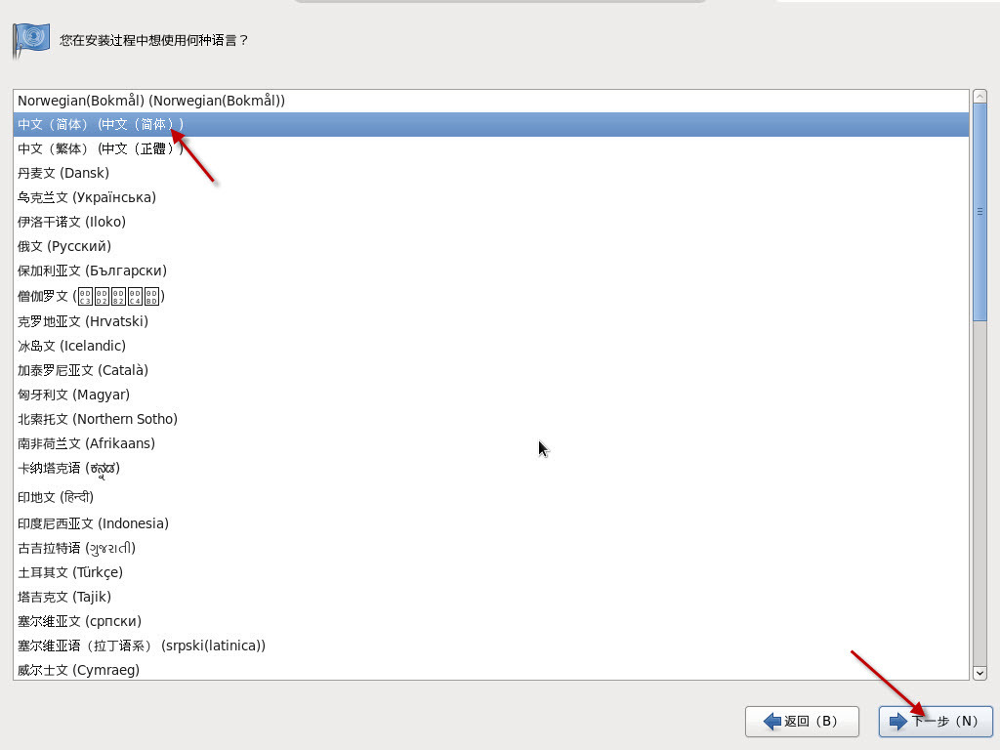 您在安装过程中想使用何种语言？
Norwegian(Bokmål) (Norwegian(Bokmål))
中文（简体） (中文（简体）)
中文（繁体） (中文（正體）)
丹麦文 (Dansk)
乌克兰文 (Українська)
伊洛干诺文 (Iloko)
俄文 (Русский)
保加利亚文 (Български)
僧伽罗文 ()
克罗地亚文 (Hrvatski)
冰岛文 (Icelandic)
加泰罗尼亚文 (Català)
匈牙利文 (Magyar)
北索托文 (Northern Sotho)
南非荷兰文 (Afrikaans)
卡纳塔克语 (ಕನ್ನಡ)
印地文 (हिन्दी)
印度尼西亚文 (Indonesia)
古吉拉特语 (ગુજરાતી)
土耳其文 (Türkçe)
塔吉克文 (Tajik)
塞尔维亚文 (српски)
塞尔维亚语（拉丁语系） (srpski(latinica))
威尔士文 (Cymraeg)
返回（B）
下一步（N）